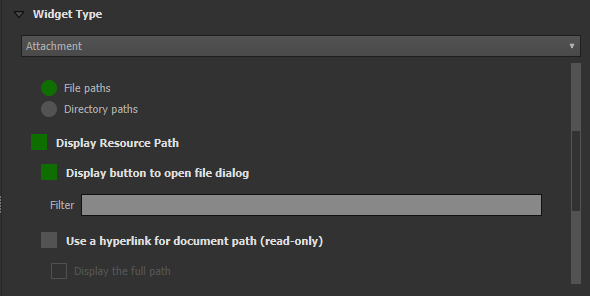 Widget Type
Attachment
File paths
Directory paths
Display Resource Path
Display button to open file dialog
Filter
Use a hyperlink for document path (read-only)
Display the full path